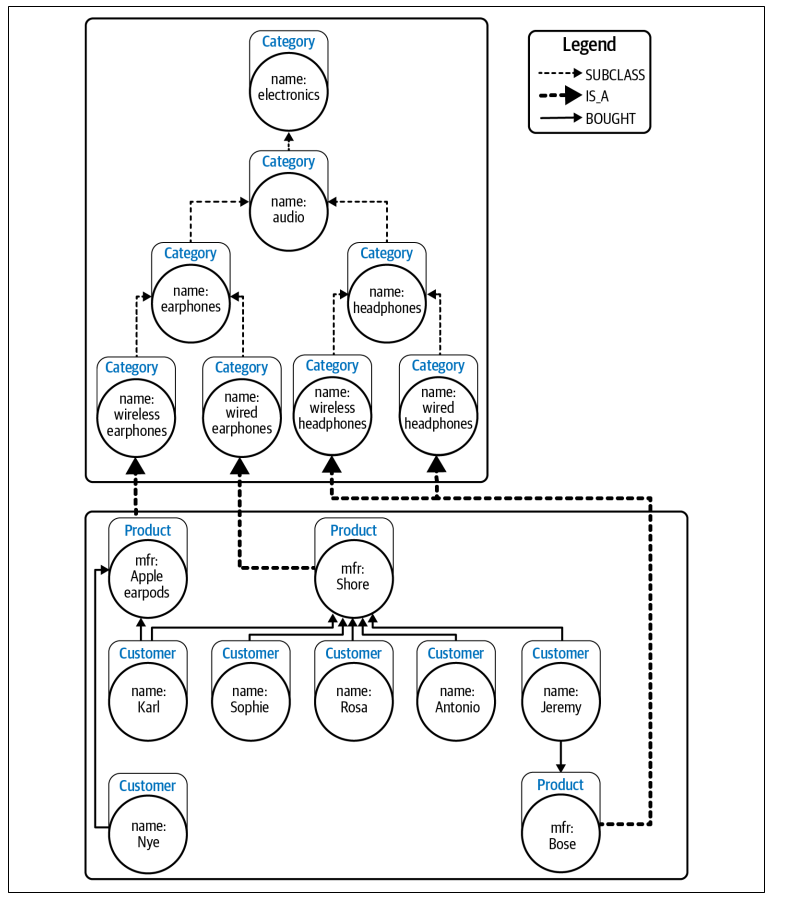 Category
name:
electronics
Legend
SUBCLASS
IS_A
BOUGHT
Category
name:
audio
Category
name:
earphones
Category
name:
headphones
Category
name:
wireless
earphones
Category
name:
wired
earphones
Category
name:
wireless
headphones
Category
name:
wired
headphones
Product
mfr:
Apple
earpods
Product
mfr:
Shore
Customer
name:
Karl
Customer
name:
Sophie
Customer
name:
Rosa
Customer
name:
Antonio
Customer
name:
Jeremy
Customer
name:
Nye
Product
mfr:
Bose